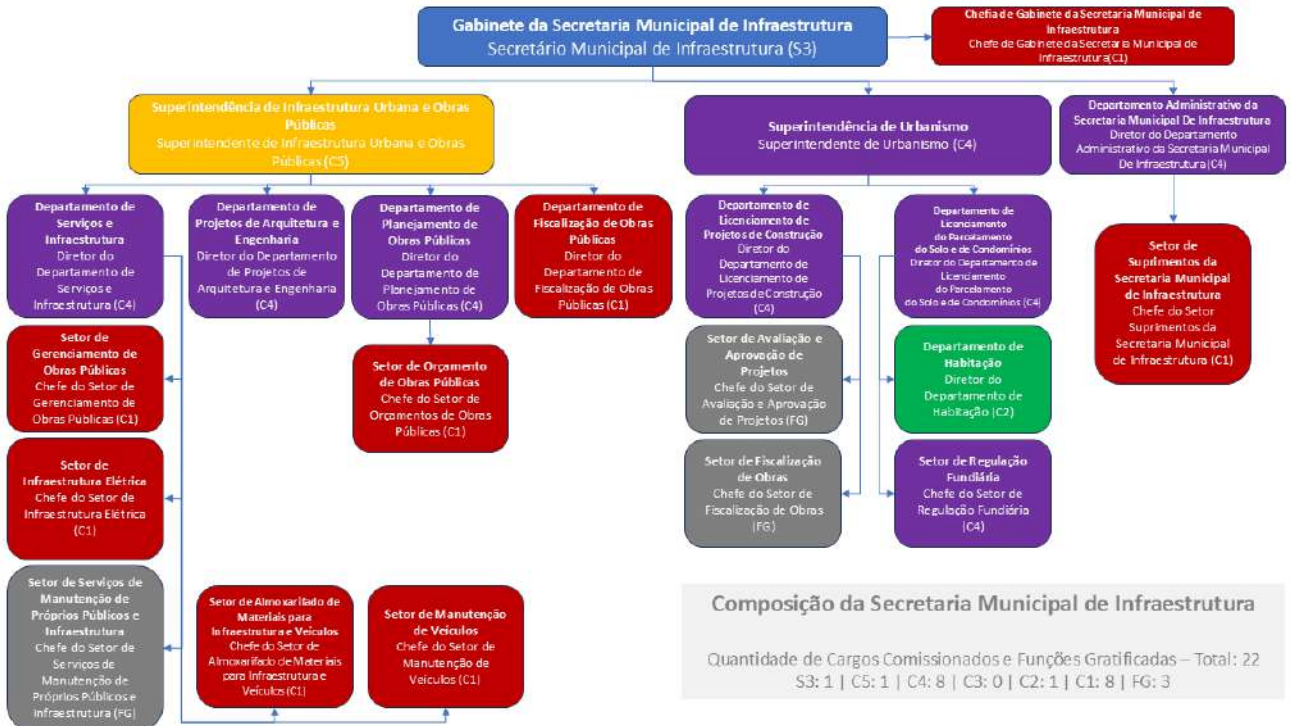 Gabinete da Secretaria Municipal de Infraestrutura
Secretário Municipal de Infraestrutura (S3)
Chefia de Gabinete da Secretaria Municipal de
Infraestrutura
Chefe de Gabinete da Secretaria Municipal de
Infraestrutura(C1)
Superintendência de Infraestrutura Urbana e Obras
Públicas
Superintendente de Infraestrutura Urbana e Obras
Públicas (C5)
Superintendência de Urbanismo
Superintendente de Urbanismo (C4)
Departamento Administrativo da
Secretaria Municipal De Infraestrutura
Diretor do Departamento
Administrativo da Secretaria Municipal
De Infraestrutura (C4)
Departamento de
Serviços e
Infraestrutura
Diretor do
Departamento de
Serviços e
Infraestrutura (C4)
Departamento de
Projetos de Arquitetura e
Engenharia
Diretor do Departamento
de Projetos de
Arquitetura e Engenharia
(C4)
Departamento de
Planejamento de
Obras Públicas
Diretor do
Departamento de
Planejamento de
Obras Públicas (C4)
Departamento de
Fiscalização de Obras
Públicas
Diretor do
Departamento de
Fiscalização de Obras
Públicas (C1)
Departamento de
Licenciamento de
Projetos de Construção
Diretor do
Departamento de
Licenciamento de
Projetos de Construção
(C4)
Departamento de
Licenciamento
do Parcelamento
do Solo e de Condomínios
Diretor do Departamento de
Licenciamento
do Parcelamento
do Solo e de Condomínios (C4)
Setor de
Suprimentos da
Secretaria Municipal
de Infraestrutura
Chefe do Setor
Suprimentos da
Secretaria Municipal
de Infraestrutura (C1)
Setor de
Gerenciamento de
Obras Públicas
Chefe do Setor de
Gerenciamento de
Obras Públicas (C1)
Setor de Orçamento
de Obras Públicas
Chefe do Setor de
Orçamentos de Obras
Públicas (C1)
Setor de Avaliação e
Aprovação de
Projetos
Chefe do Setor de
Avaliação e Aprovação
de Projetos (FG)
Departamento de
Habitação
Diretor do
Departamento de
Habitação (C2)
Setor de
Infraestrutura Elétrica
Chefe do Setor de
Infraestrutura Elétrica
(C1)
Setor de Fiscalização
de Obras
Chefe do Setor de
Fiscalização de Obras
(FG)
Setor de Regulação
Fundiária
Chefe do Setor de
Regulação Fundiária
(C4)
Setor de Serviços de
Manutenção de
Próprios Públicos e
Infraestrutura
Chefe do Setor de
Serviços de
Manutenção de
Próprios Públicos e
Infraestrutura (FG)
Setor de Almoxarifado de
Materiais para
Infraestrutura e Veículos
Chefe do Setor de
Almoxarifado de Materiais
para Infraestrutura e
Veículos (C1)
Setor de Manutenção
de Veículos
Chefe do Setor de
Manutenção de
Veículos (C1)
Composição da Secretaria Municipal de Infraestrutura
Quantidade de Cargos Comissionados e Funções Gratificadas – Total: 22
S3: 1 | C5: 1 | C4: 8 | C3: 0 | C2: 1 | C1: 8 | FG: 3